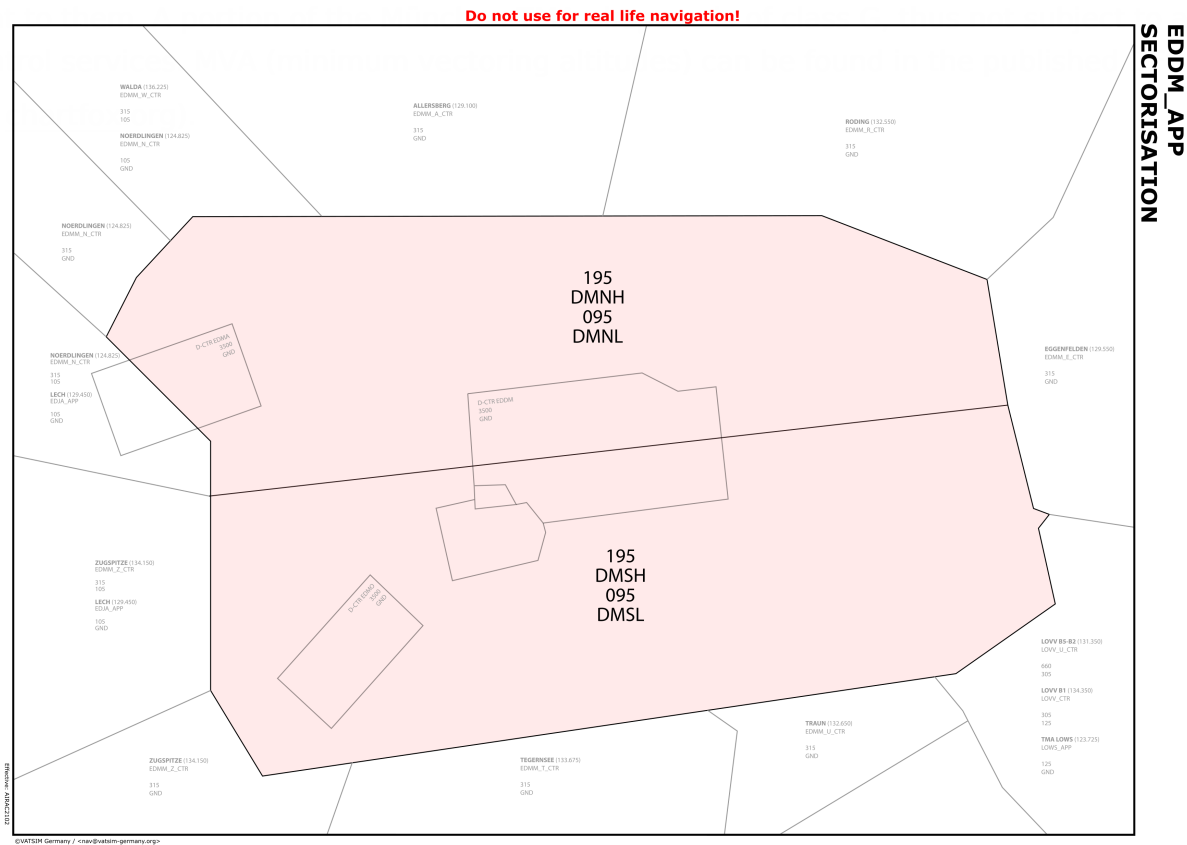 Do not use for real life navigation!
EDDM_APP
SECTORISATION
WALDA (136.225)
EDMM_W_CTR
315
105
NOERDLINGEN (124.825)
EDMM_N_CTR
105
GND
ALLERSBERG (129.100)
EDMM_A_CTR
315
GND
RODING (132.550)
EDMM_R_CTR
315
GND
NOERDLINGEN (124.825)
EDMM_N_CTR
315
GND
195
DMNH
095
DMNL
D-CTR EDMA
3500
GND
NOERDLINGEN (124.825)
EDMM_N_CTR
315
105
LECH (129.450)
EDJA_APP
105
GND
EGGENFELDEN (129.550)
EDMM_E_CTR
315
GND
D-CTR EDDM
3500
GND
195
DMSH
095
DMSL
ZUGSPITZE (134.150)
EDMM_Z_CTR
315
105
LECH (129.450)
EDJA_APP
105
GND
D-CTR EDMO
3500
GND
LOVV B5-B2 (131.350)
LOVV_U_CTR
660
305
LOVV B1 (134.350)
LOVV_CTR
305
125
TMA LOWS (123.725)
LOWS_APP
125
GND
TRAUN (132.650)
EDMM_U_CTR
315
GND
ZUGSPITZE (134.150)
EDMM_Z_CTR
315
GND
TEGERNSEE (133.675)
EDMM_T_CTR
315
GND
Effective: AIRAC2102
©VATSIM Germany / <nav@vatsim-germany.org>